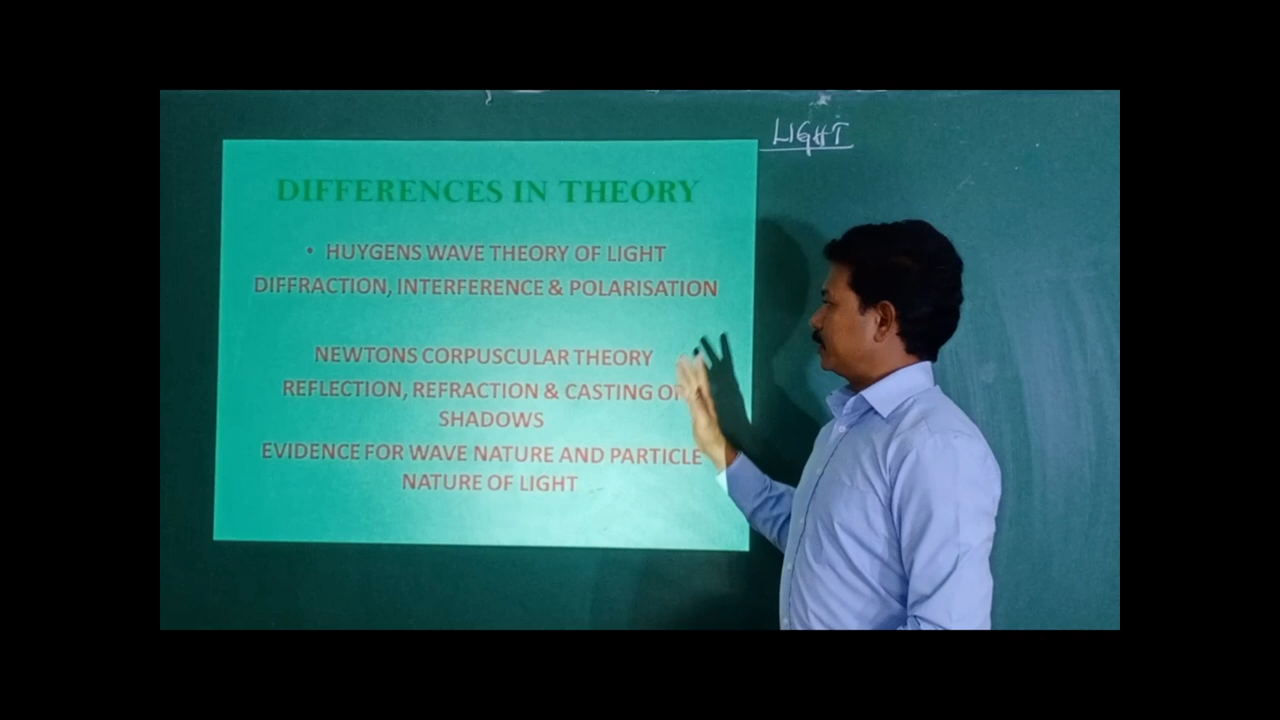 LIGHT
DIFFERENCES IN THEORY
• HUYGENS WAVE THEORY OF LIGHT
DIFFRACTION, INTERFERENCE & POLARISATION
NEWTONS CORPUSCULAR THEORY
REFLECTION, REFRACTION & CASTING OF
SHADOWS
EVIDENCE FOR WAVE NATURE AND PARTICLE
NATURE OF LIGHT